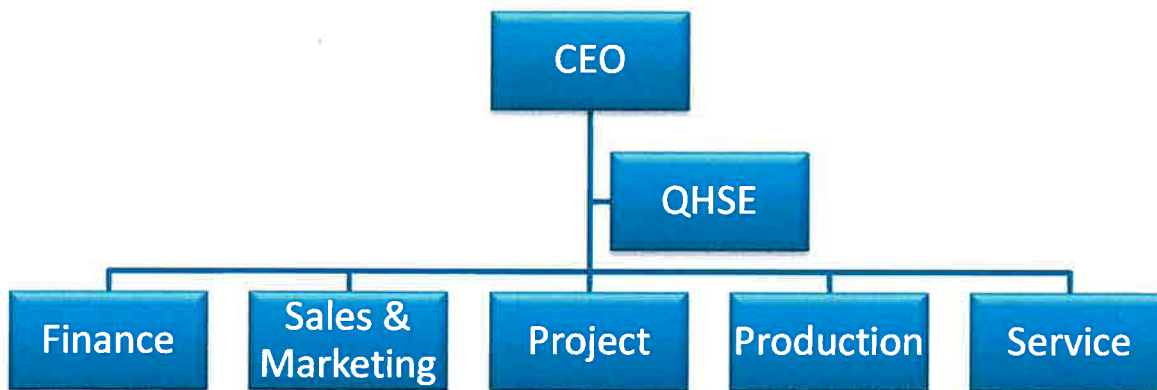 CEO
QHSE
Finance
Sales &
Marketing
Project
Production
Service